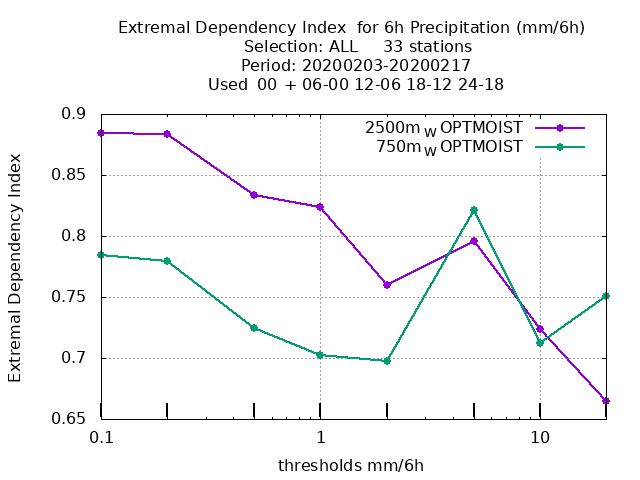 Extremal Dependency Index  for 6h Precipitation (mm/6h)
Selection: ALL     33 stations
Period: 20200203-20200217
Used  00  + 06-00 12-06 18-12 24-18
2500m_W OPTMOIST
750m_W OPTMOIST
0.9
0.85
0.8
0.75
0.7
0.65
Extremal Dependency Index
0.1 1 10
thresholds mm/6h